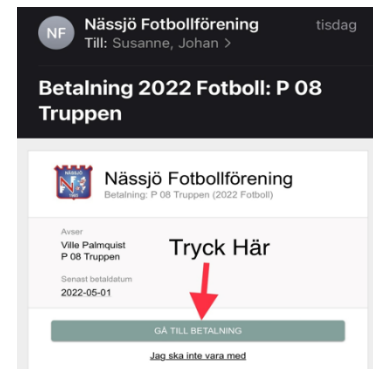 NF
Nässjö Fotbollförening
tisdag
Till: Susanne, Johan >
Betalning 2022 Fotboll: P 08
Truppen
Nässjö Fotbollförening
Betalning: P 08 Truppen (2022 Fotboll)
Avser
Ville Palmquist
P 08 Truppen
Tryck Här
Senast betaldatum
2022-05-01
GÅ TILL BETALNING
Jag ska inte vara med